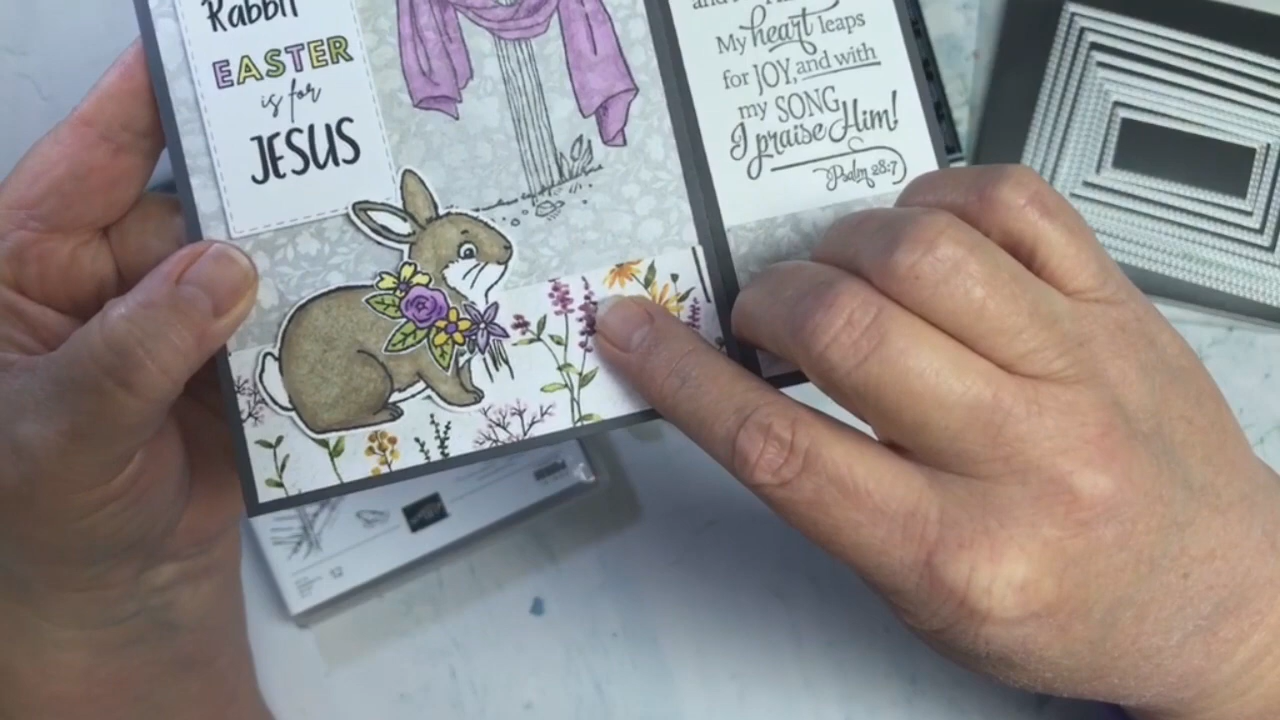 Rabbit
EASTER
is for
JESUS
My heart leaps
for JOY, and with
my SONG
I praise Him!
Psalm 28:7